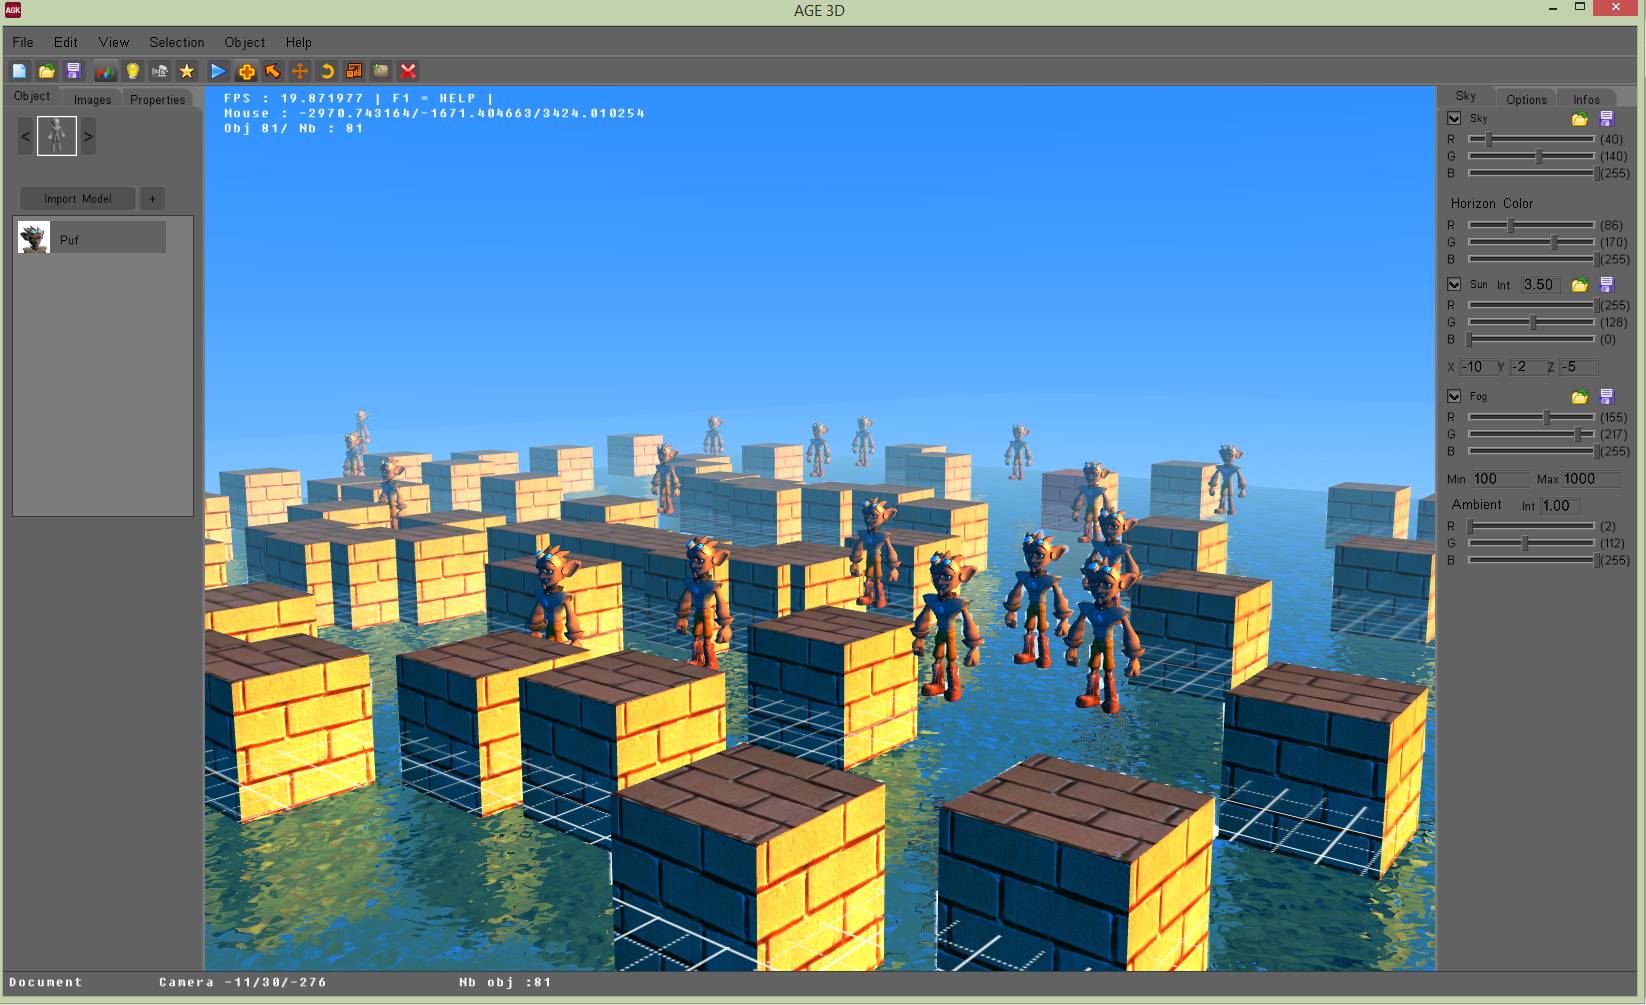 AGK
AGE 3D
File Edit View Selection Object Help
Object Images Properties
< >
Import Model +
Puf
FPS : 19.871977 | F1 = HELP |
Mouse : -2970.743164/-1671.404663/3424.010254
Obj 81/ Nb : 81
Sky Options Infos
Sky
R (40)
G (140)
B (255)
Horizon Color
R (86)
G (170)
B (255)
Sun Int 3.50
R (255)
G (128)
B (0)
X -10 Y -2 Z -5
Fog
R (155)
G (217)
B (255)
Min 100 Max 1000
Ambient Int 1.00
R (2)
G (112)
B (255)
Document Camera -11/30/-276 Nb obj :81